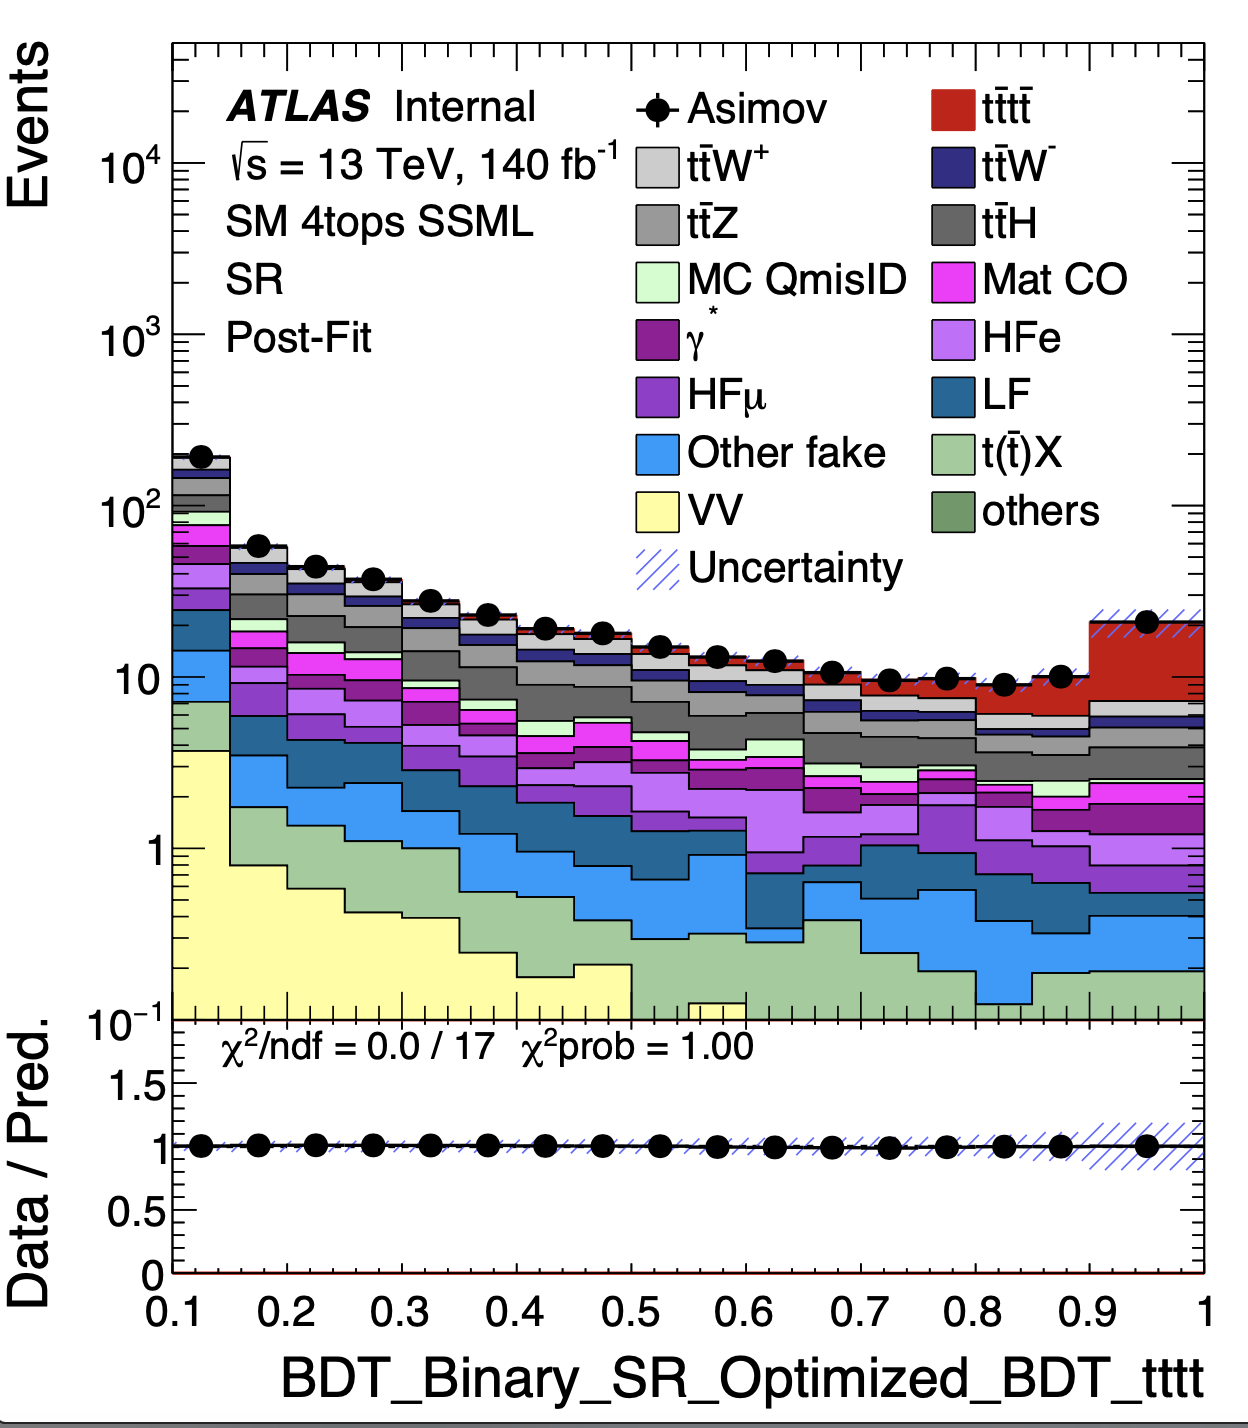 Events
ATLAS Internal
√s = 13 TeV, 140 fb⁻¹
SM 4tops SSML
SR
Post-Fit
Asimov
tt̄tt̄
tt̄W⁺
tt̄W⁻
tt̄Z
tt̄H
MC QmisID
Mat CO
γ*
HFe
HFμ
LF
Other fake
t(t̄)X
VV
others
Uncertainty
10⁴
10³
10²
10
1
10⁻¹
χ²/ndf = 0.0 / 17 χ²prob = 1.00
Data / Pred.
1.5
1
0.5
0
0.1 0.2 0.3 0.4 0.5 0.6 0.7 0.8 0.9 1
BDT_Binary_SR_Optimized_BDT_tttt